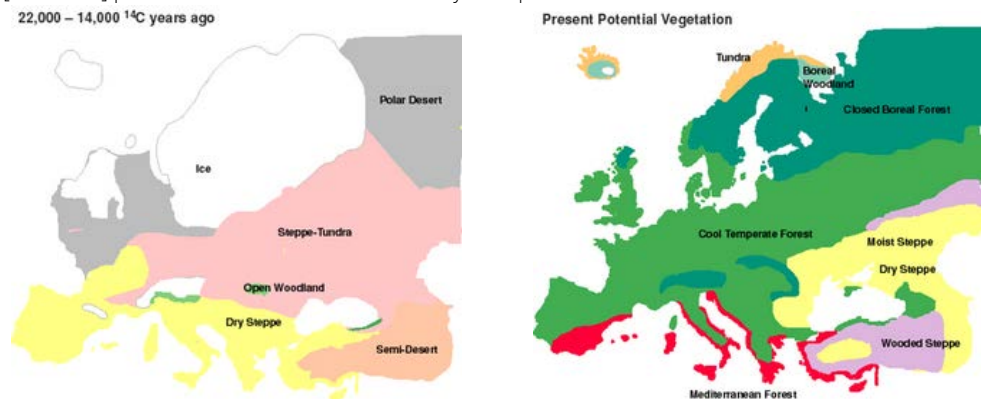 22,000 – 14,000 ¹⁴C years ago
Polar Desert
Ice
Steppe-Tundra
Open Woodland
Dry Steppe
Semi-Desert
Present Potential Vegetation
Tundra
Boreal
Woodland
Closed Boreal Forest
Cool Temperate Forest
Moist Steppe
Dry Steppe
Wooded Steppe
Mediterranean Forest